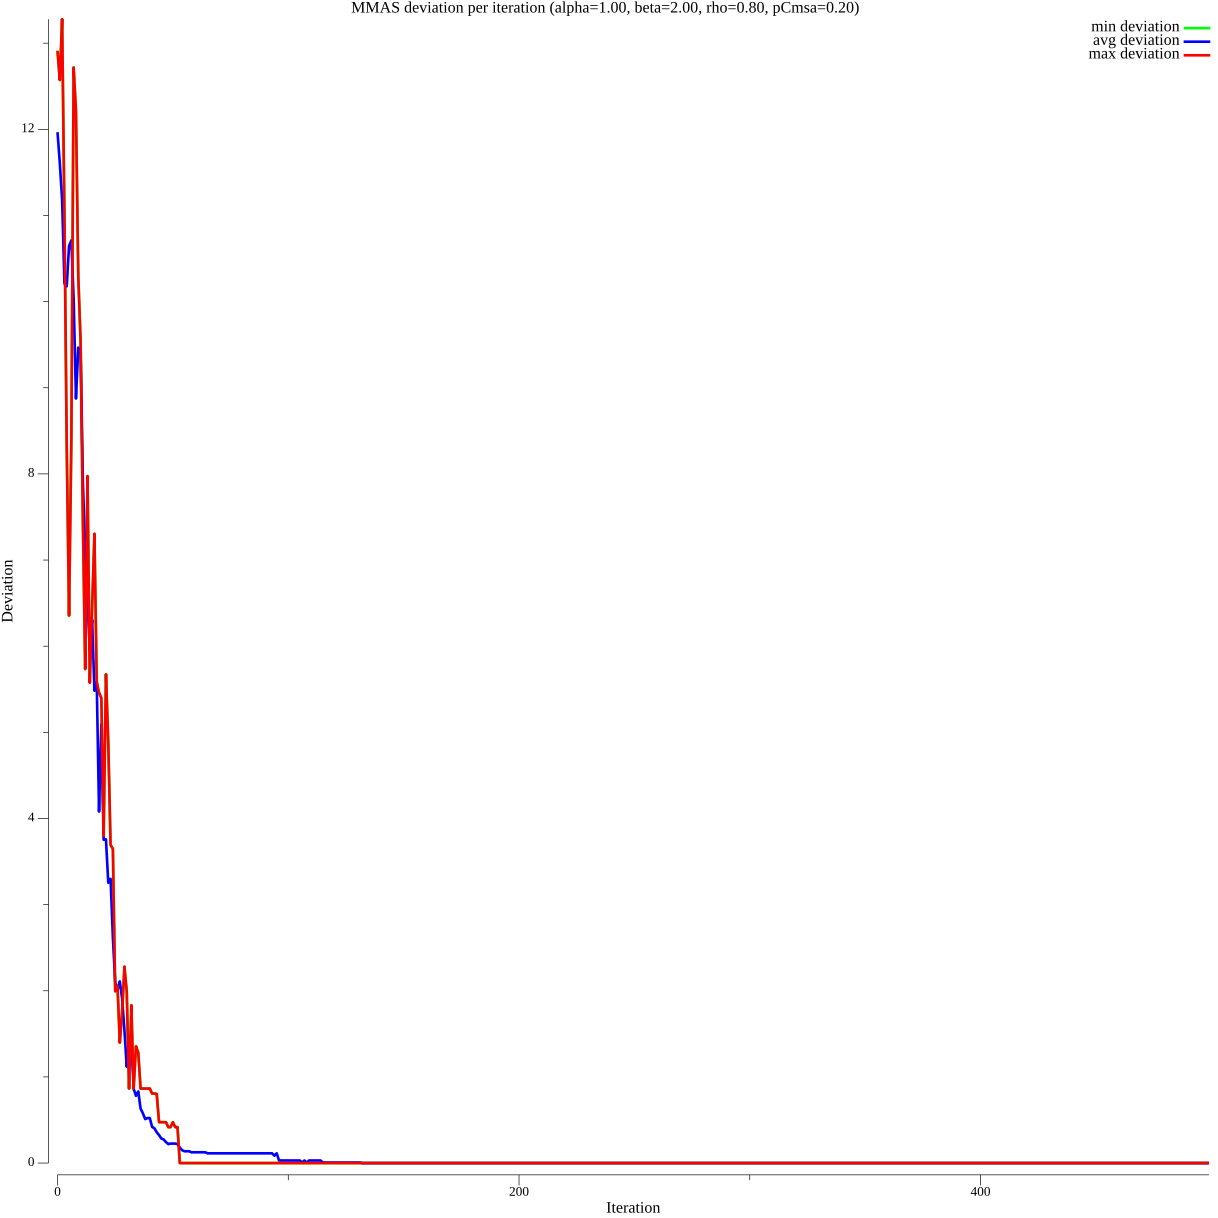 MMAS deviation per iteration (alpha=1.00, beta=2.00, rho=0.80, pCmsa=0.20)
min deviation
avg deviation
max deviation
12
8
4
0
Deviation
0
200
400
Iteration